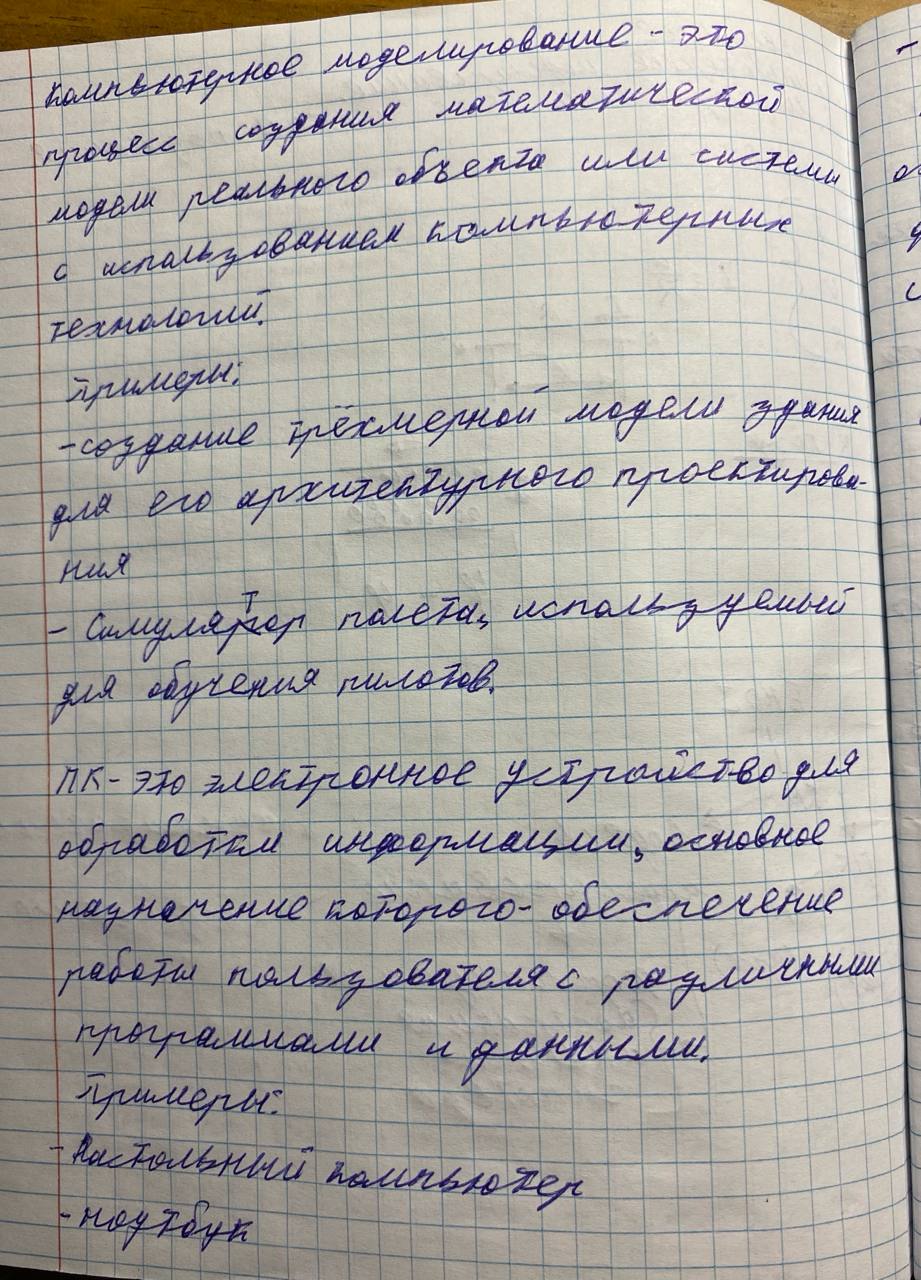 Компьютерное моделирование - это
процесс создания математической
модели реального объекта или системы
с использованием компьютерных
технологий.
Примеры:
-создание трёхмерной модели здания
для его архитектурного проектирова-
ния
- Симулятор полета, используемый
для обучения пилотов.
ПК - это электронное устройство для
обработки информации, основное
назначение которого - обеспечение
работы пользователя с различными
программами и данными.
Примеры:
- Настольный компьютер
- ноутбук